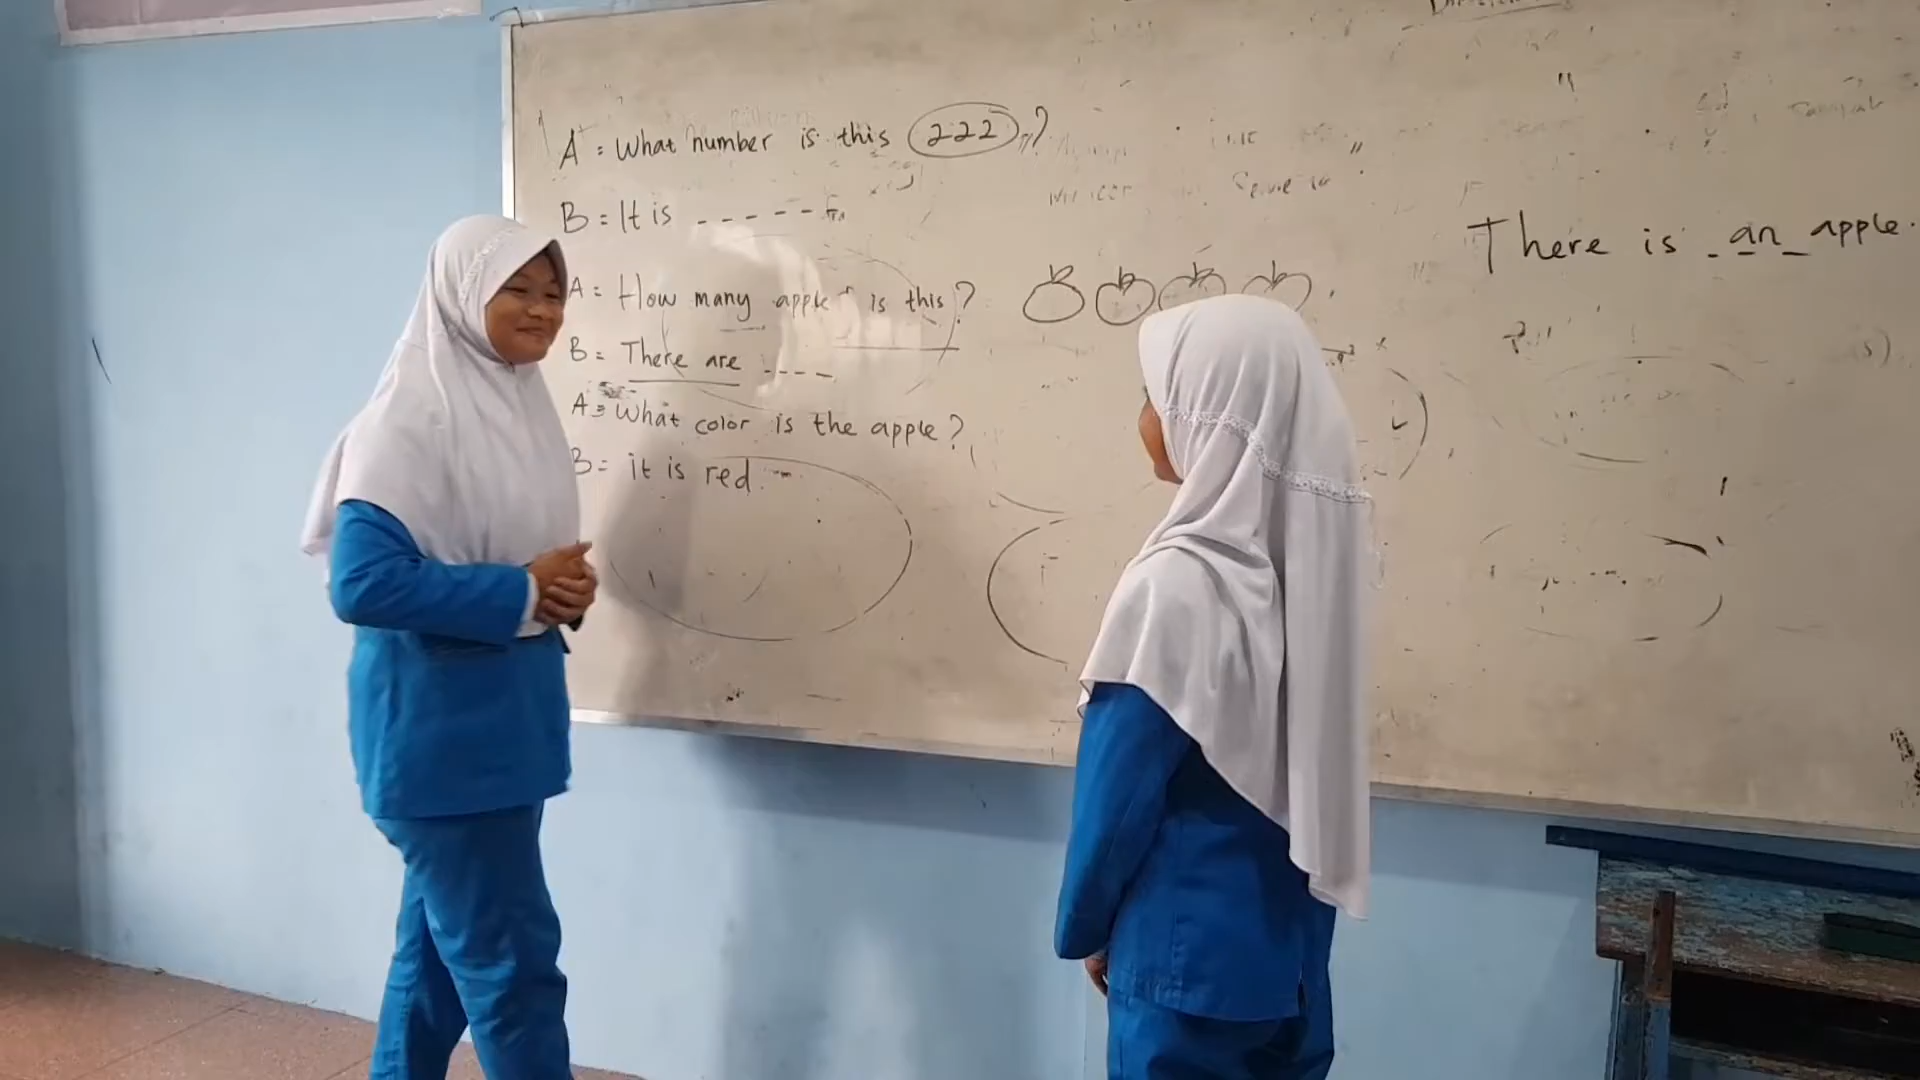 A = What number is this 222 ?
B = It is - - - - -
A = How many apple is this ?
B = There are - - - -
A = What color is the apple ?
B = it is red
There is - an - apple.